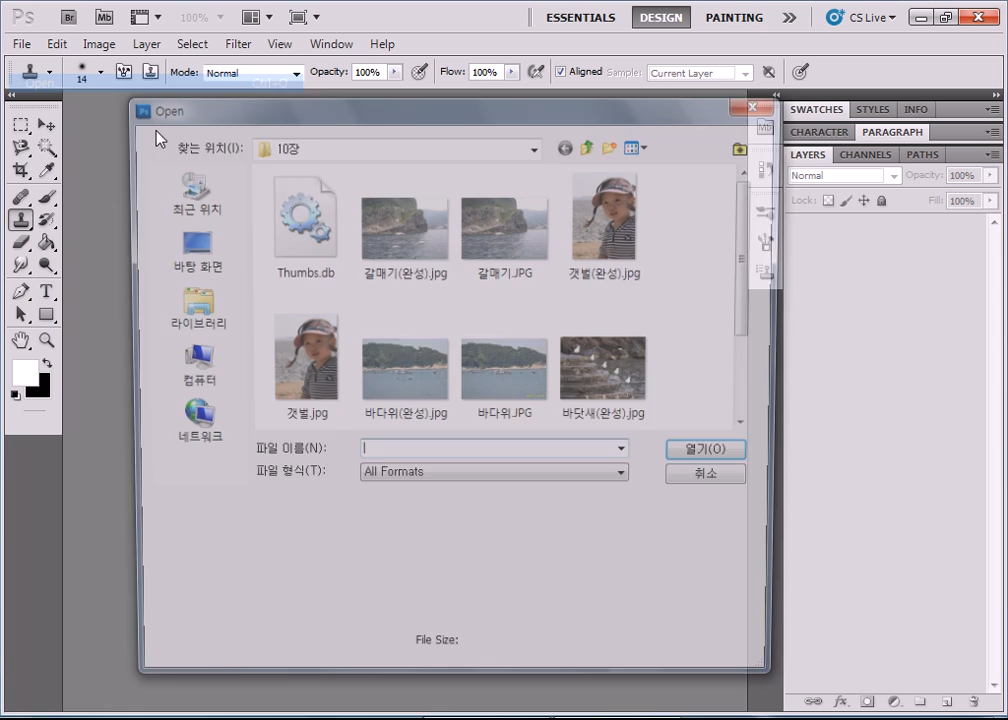 Ps Br Mb 100% ESSENTIALS DESIGN PAINTING CS Live
File Edit Image Layer Select Filter View Window Help
14 Mode: Normal Opacity: 100% Flow: 100% Aligned Sample: Current Layer
Open Ctrl+O
Ps Open
찾는 위치(I): 10장
최근 위치
바탕 화면
라이브러리
컴퓨터
네트워크
Thumbs.db 갈매기(완성).jpg 갈매기.JPG 갯벌(완성).jpg
갯벌.jpg 바다위(완성).jpg 바다위.JPG 바닷새(완성).jpg
파일 이름(N): 열기(O)
파일 형식(T): All Formats 취소
File Size:
Mb
SWATCHES STYLES INFO
CHARACTER PARAGRAPH
LAYERS CHANNELS PATHS
Normal Opacity: 100%
Lock: Fill: 100%